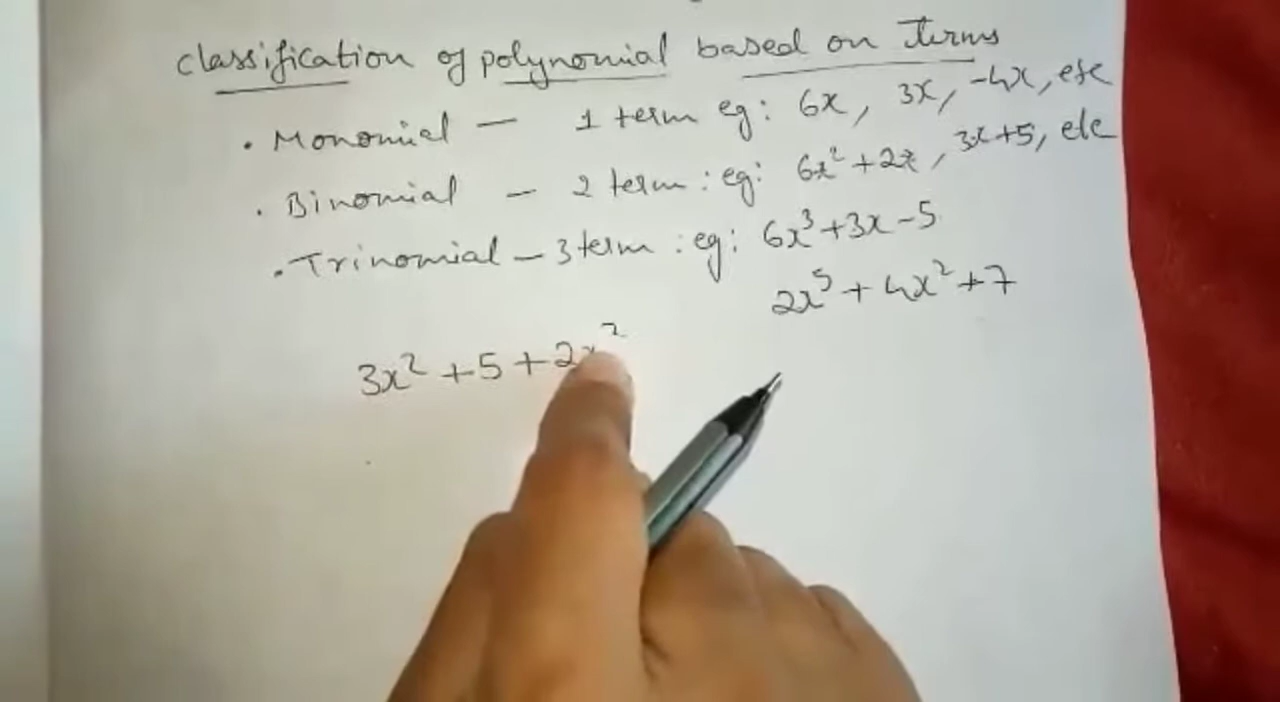 classification of polynomial based on terms
. Monomial — 1 term eg: 6x, 3x, -4x, etc
. Binomial — 2 term : eg: 6x² + 2x, 3x+5, etc
. Trinomial — 3 term : eg: 6x³+3x-5
2x⁵ + 4x² + 7
3x² + 5 + 2x²